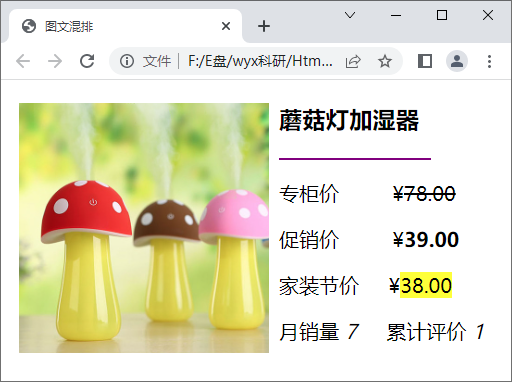 图文混排
文件 F:/E盘/wyx科研/Htm...
蘑菇灯加湿器
专柜价 ¥78.00
促销价 ¥39.00
家装节价 ¥38.00
月销量 7 累计评价 1